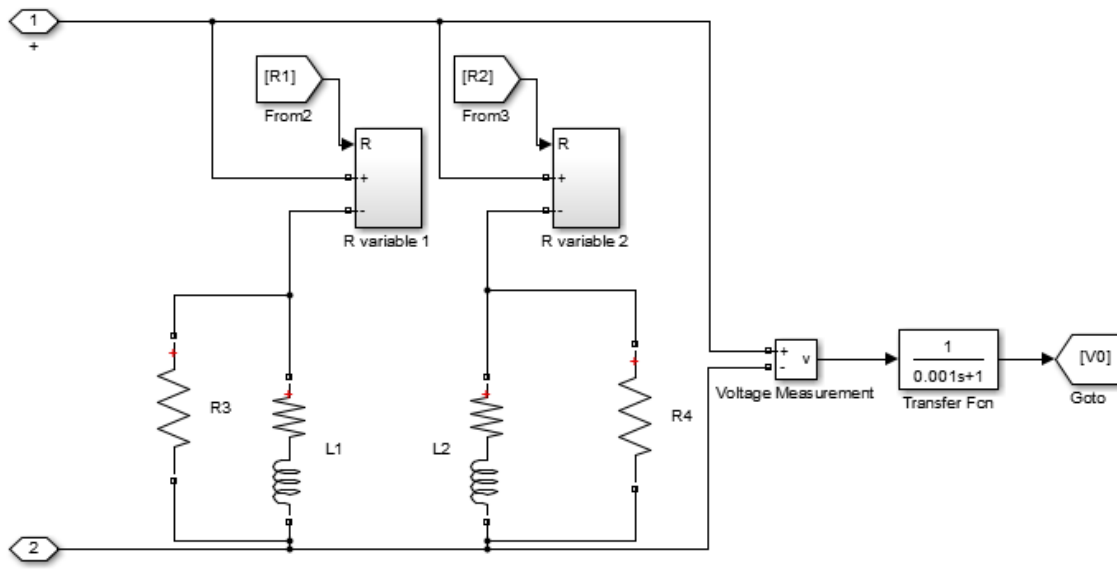 1
+
[R1]
From2
[R2]
From3
R
+
-
R variable 1
R
+
-
R variable 2
R3
L1
L2
R4
+
-
v
Voltage Measurement
1
0.001s+1
Transfer Fcn
[V0]
Goto
2